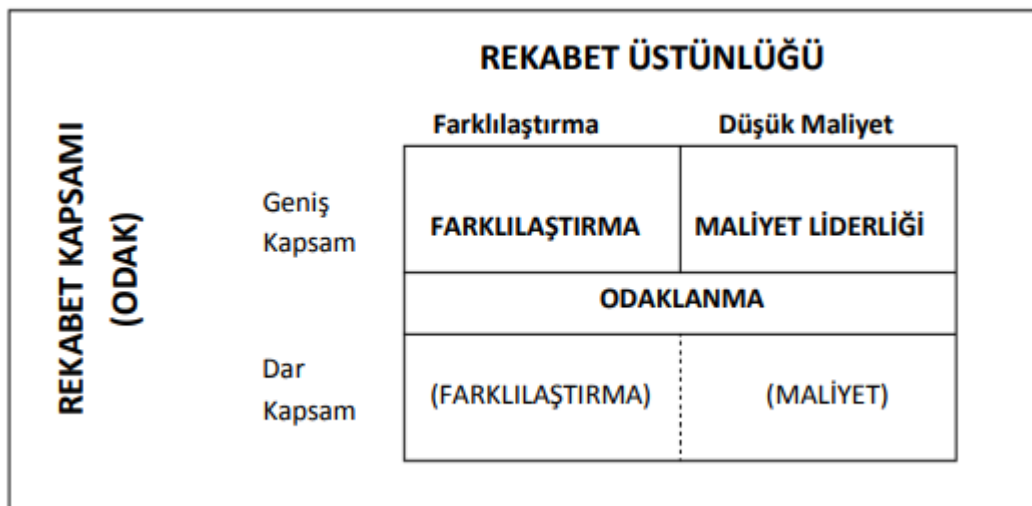 REKABET ÜSTÜNLÜĞÜ
Farklılaştırma Düşük Maliyet
REKABET KAPSAMI
(ODAK)
Geniş
Kapsam
FARKLILAŞTIRMA MALİYET LİDERLİĞİ
ODAKLANMA
Dar
Kapsam
(FARKLILAŞTIRMA) (MALİYET)